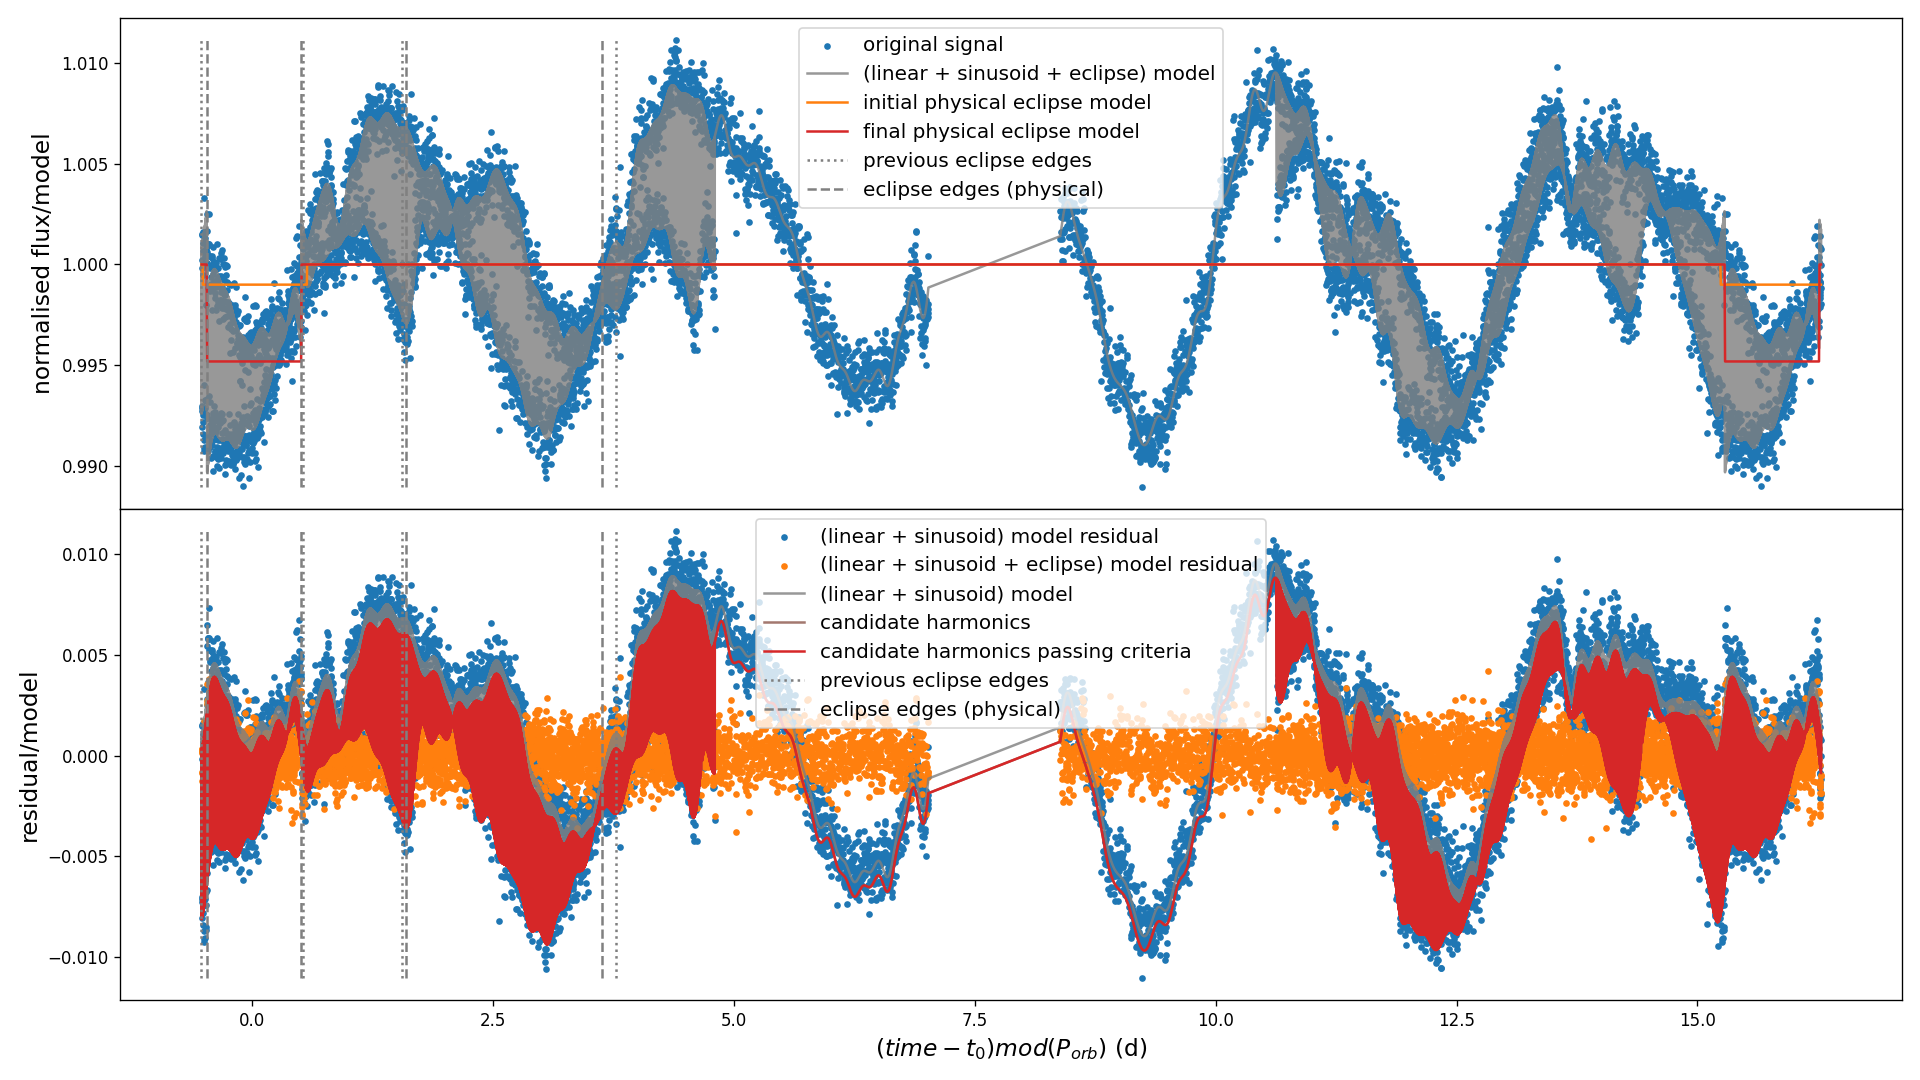 normalised flux/model
1.010
1.005
1.000
0.995
0.990
original signal
(linear + sinusoid + eclipse) model
initial physical eclipse model
final physical eclipse model
previous eclipse edges
eclipse edges (physical)
residual/model
0.010
0.005
0.000
−0.005
−0.010
(linear + sinusoid) model residual
(linear + sinusoid + eclipse) model residual
(linear + sinusoid) model
candidate harmonics
candidate harmonics passing criteria
previous eclipse edges
eclipse edges (physical)
0.0 2.5 5.0 7.5 10.0 12.5 15.0
(time − t₀)mod(Pₒᵣb) (d)